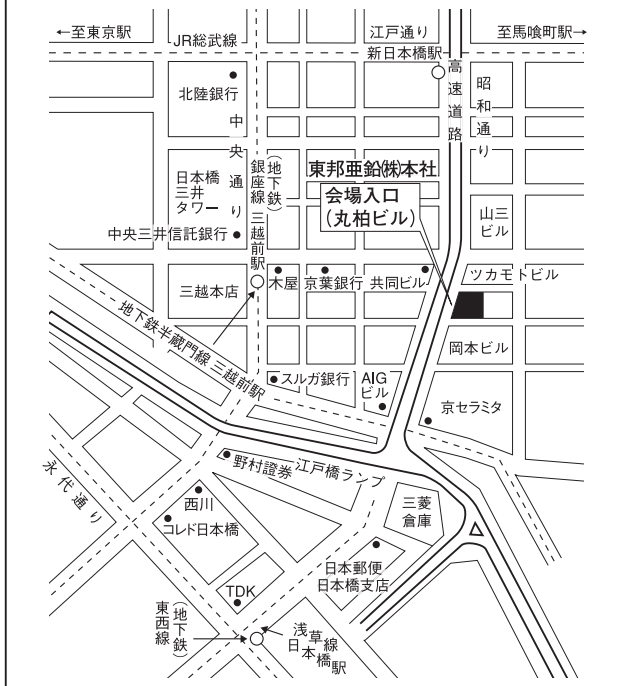 ←至東京駅
江戸通り
至馬喰町駅→
JR総武線
新日本橋駅
高速道路
昭和通り
北陸銀行
中央通り
(地下鉄)
銀座線 三越前駅
東邦亜鉛㈱本社
会場入口
(丸柏ビル)
日本橋
三井
タワー
山三
ビル
中央三井信託銀行
ツカモトビル
三越本店
木屋
京葉銀行
共同ビル
地下鉄半蔵門線 三越前駅
岡本ビル
スルガ銀行
AIG
ビル
京セラミタ
永代通り
野村證券
江戸橋ランプ
西川
コレド日本橋
三菱
倉庫
日本郵便
日本橋支店
TDK
(地下鉄)
東西線
浅草線
日本橋駅